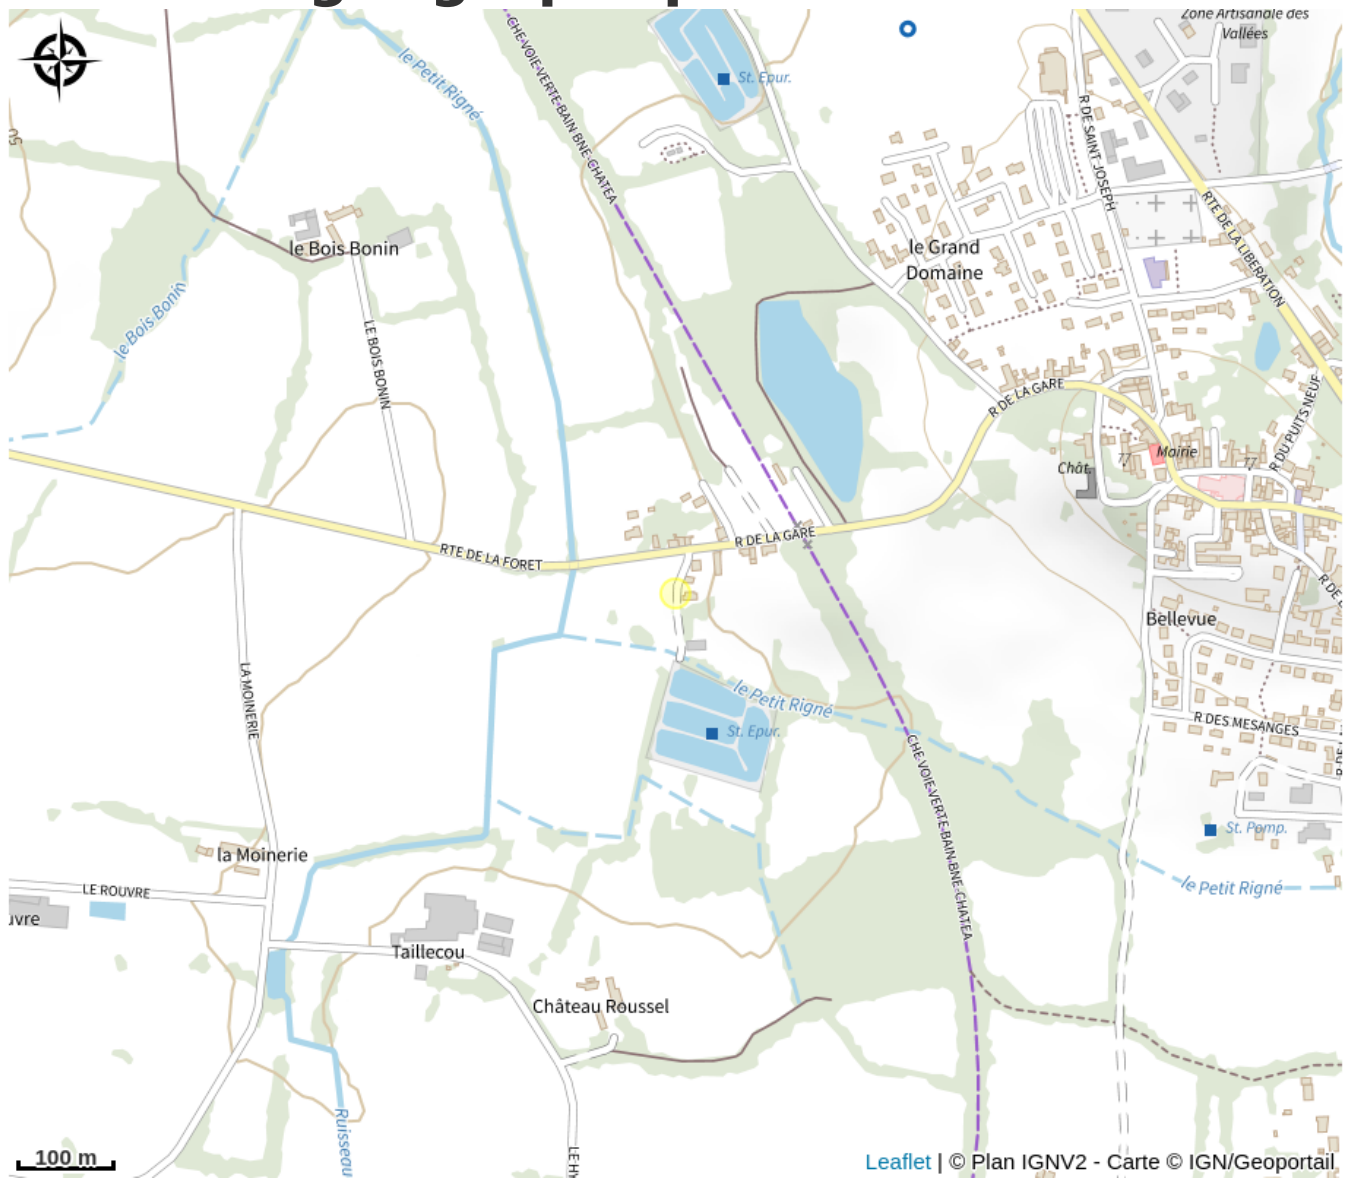 Zone Artisanale des
Vallées
CHE VOIE VERTE BAIN BNE CHATEA
le Petit Rigné
St. Epur.
R DE SAINT-JOSEPH
50
RTE DE LA LIBERATION
le Bois Bonin
le Grand
Domaine
le Bois Bonin
LE BOIS BONIN
R DE LA GARE
R DU PUITS NEUF
Mairie
Chât.
R DE LA GARE
RTE DE LA FORET
Bellevue
LA MOINERIE
le Petit Rigné
R DES MESANGES
St. Epur.
CHE VOIE VERTE BAIN BNE CHATEA
St. Pomp.
la Moinerie
le Petit Rigné
LE ROUVRE
uvre
Taillecou
Château Roussel
Ruisseau
LE HY
100 m
Leaflet | © Plan IGNV2 - Carte © IGN/Geoportail